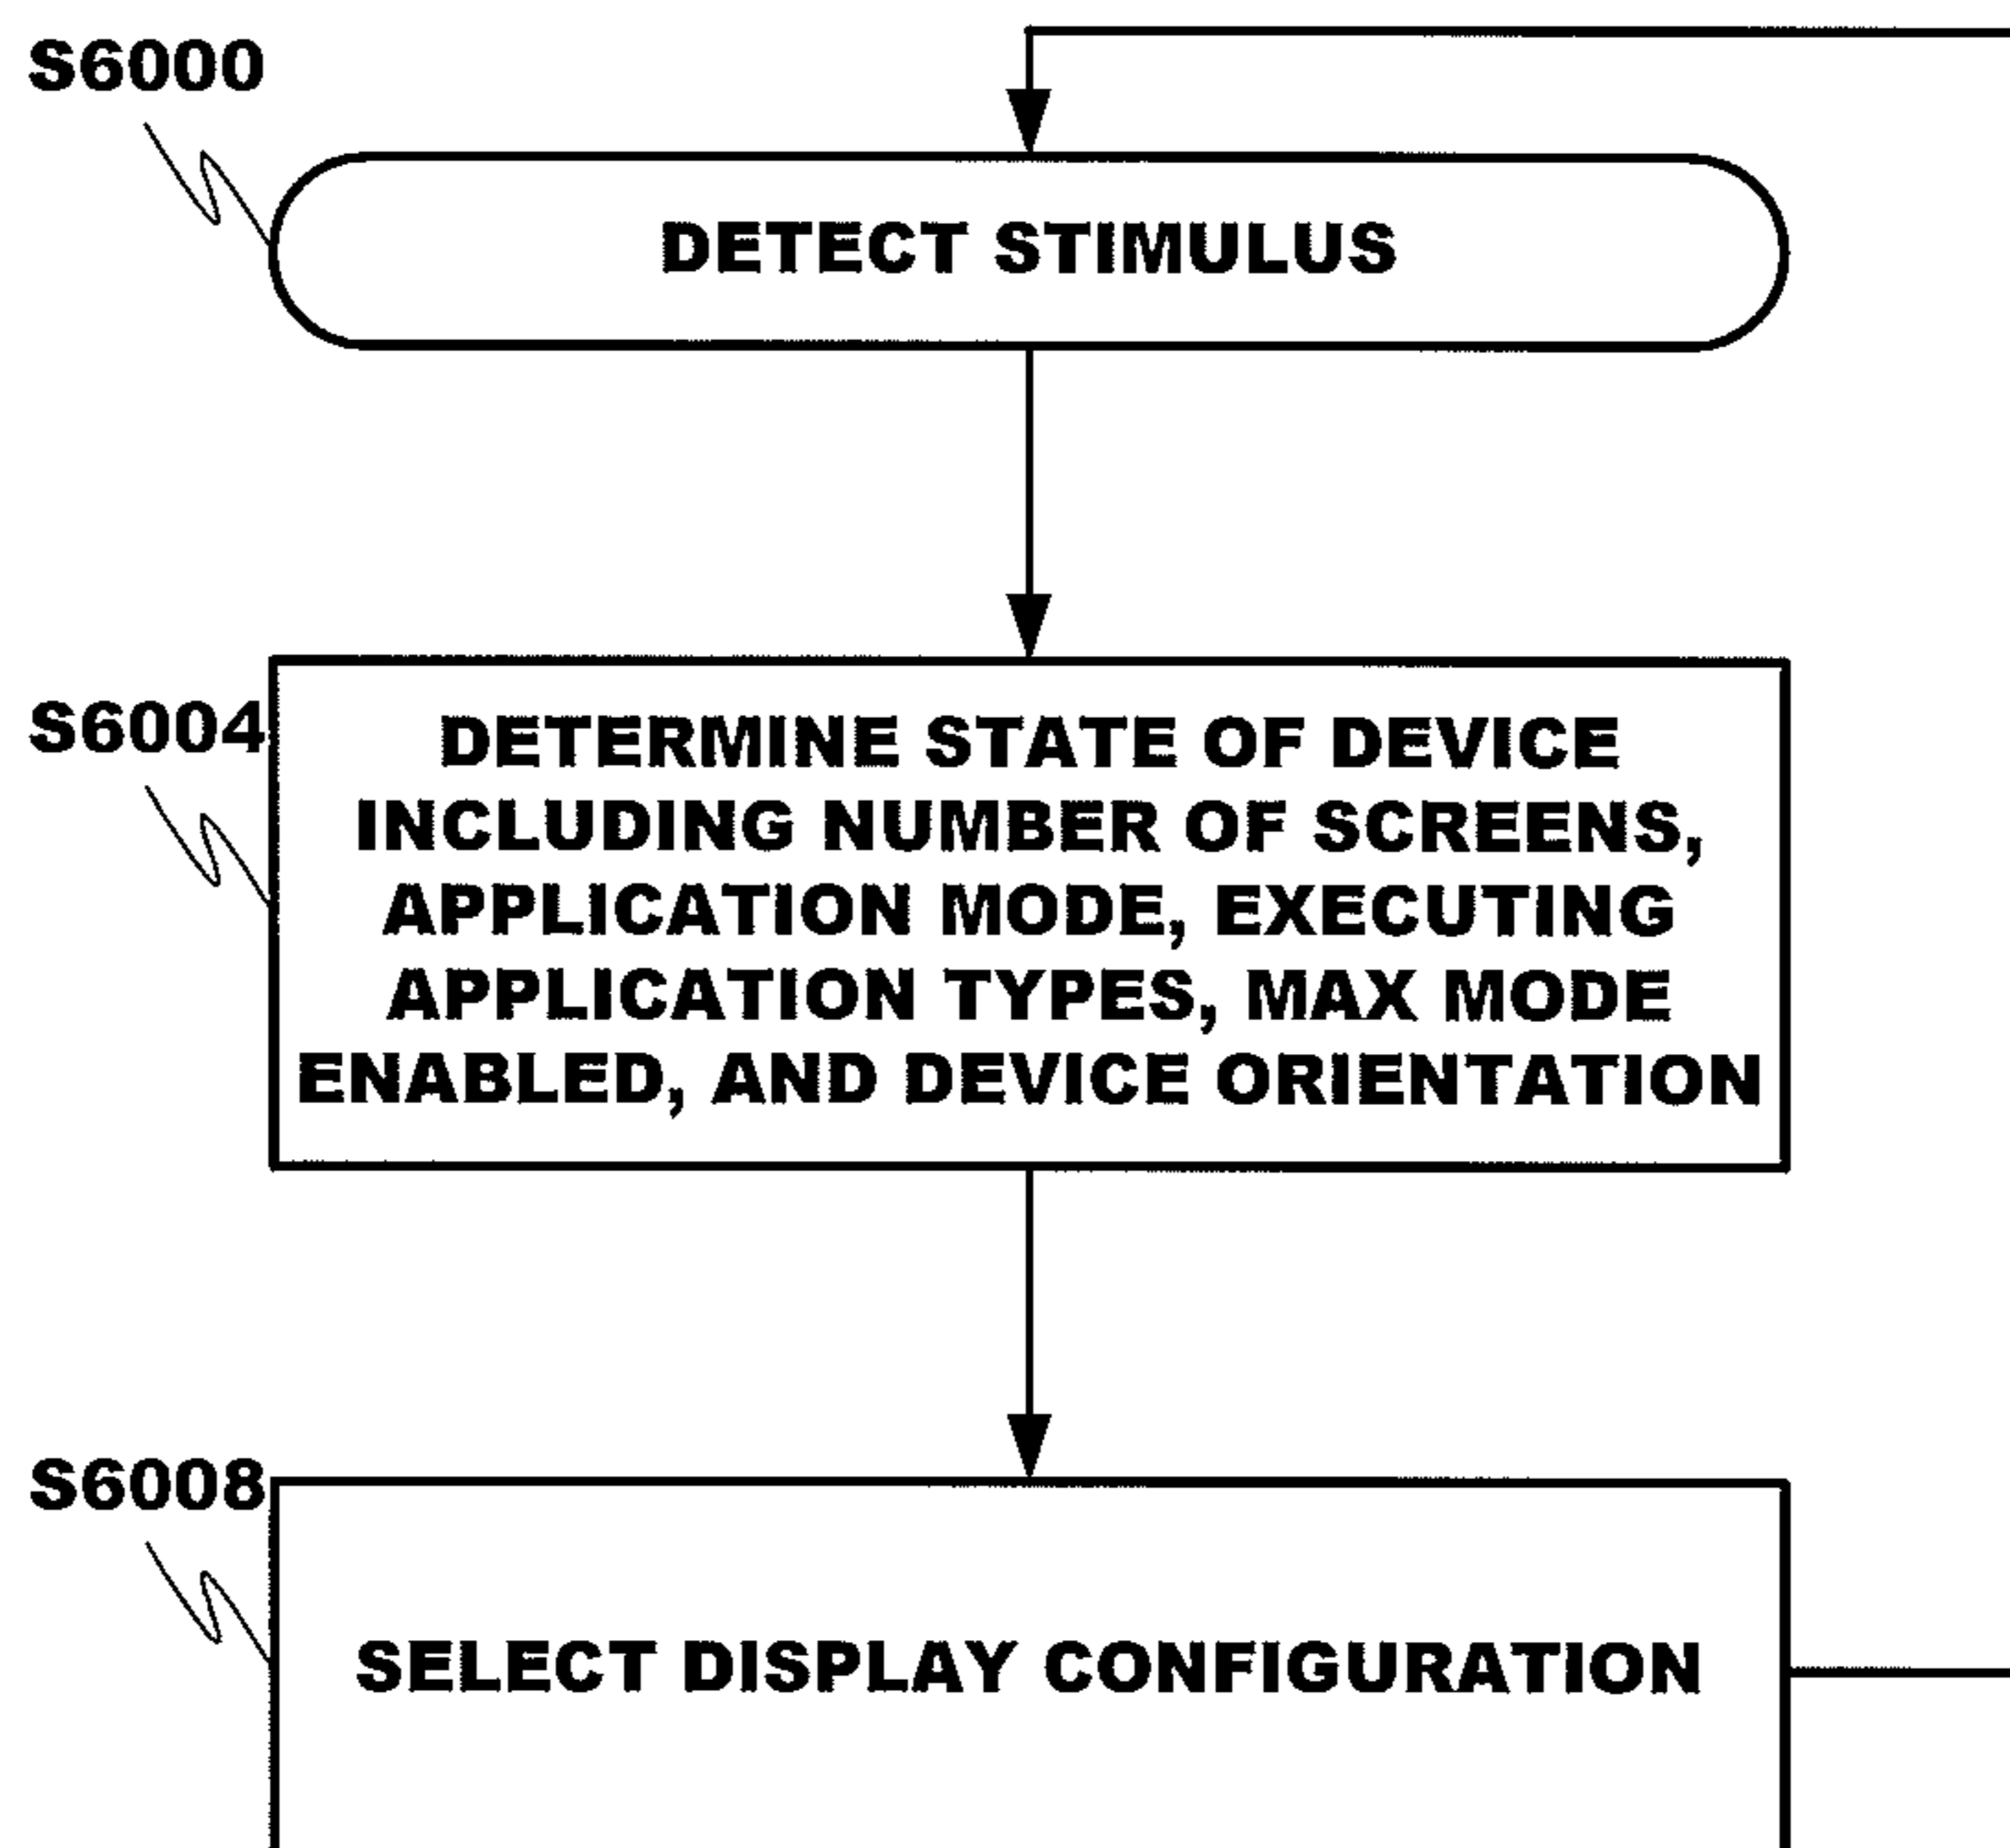 S6000
DETECT STIMULUS
S6004
DETERMINE STATE OF DEVICE
INCLUDING NUMBER OF SCREENS,
APPLICATION MODE, EXECUTING
APPLICATION TYPES, MAX MODE
ENABLED, AND DEVICE ORIENTATION
S6008
SELECT DISPLAY CONFIGURATION